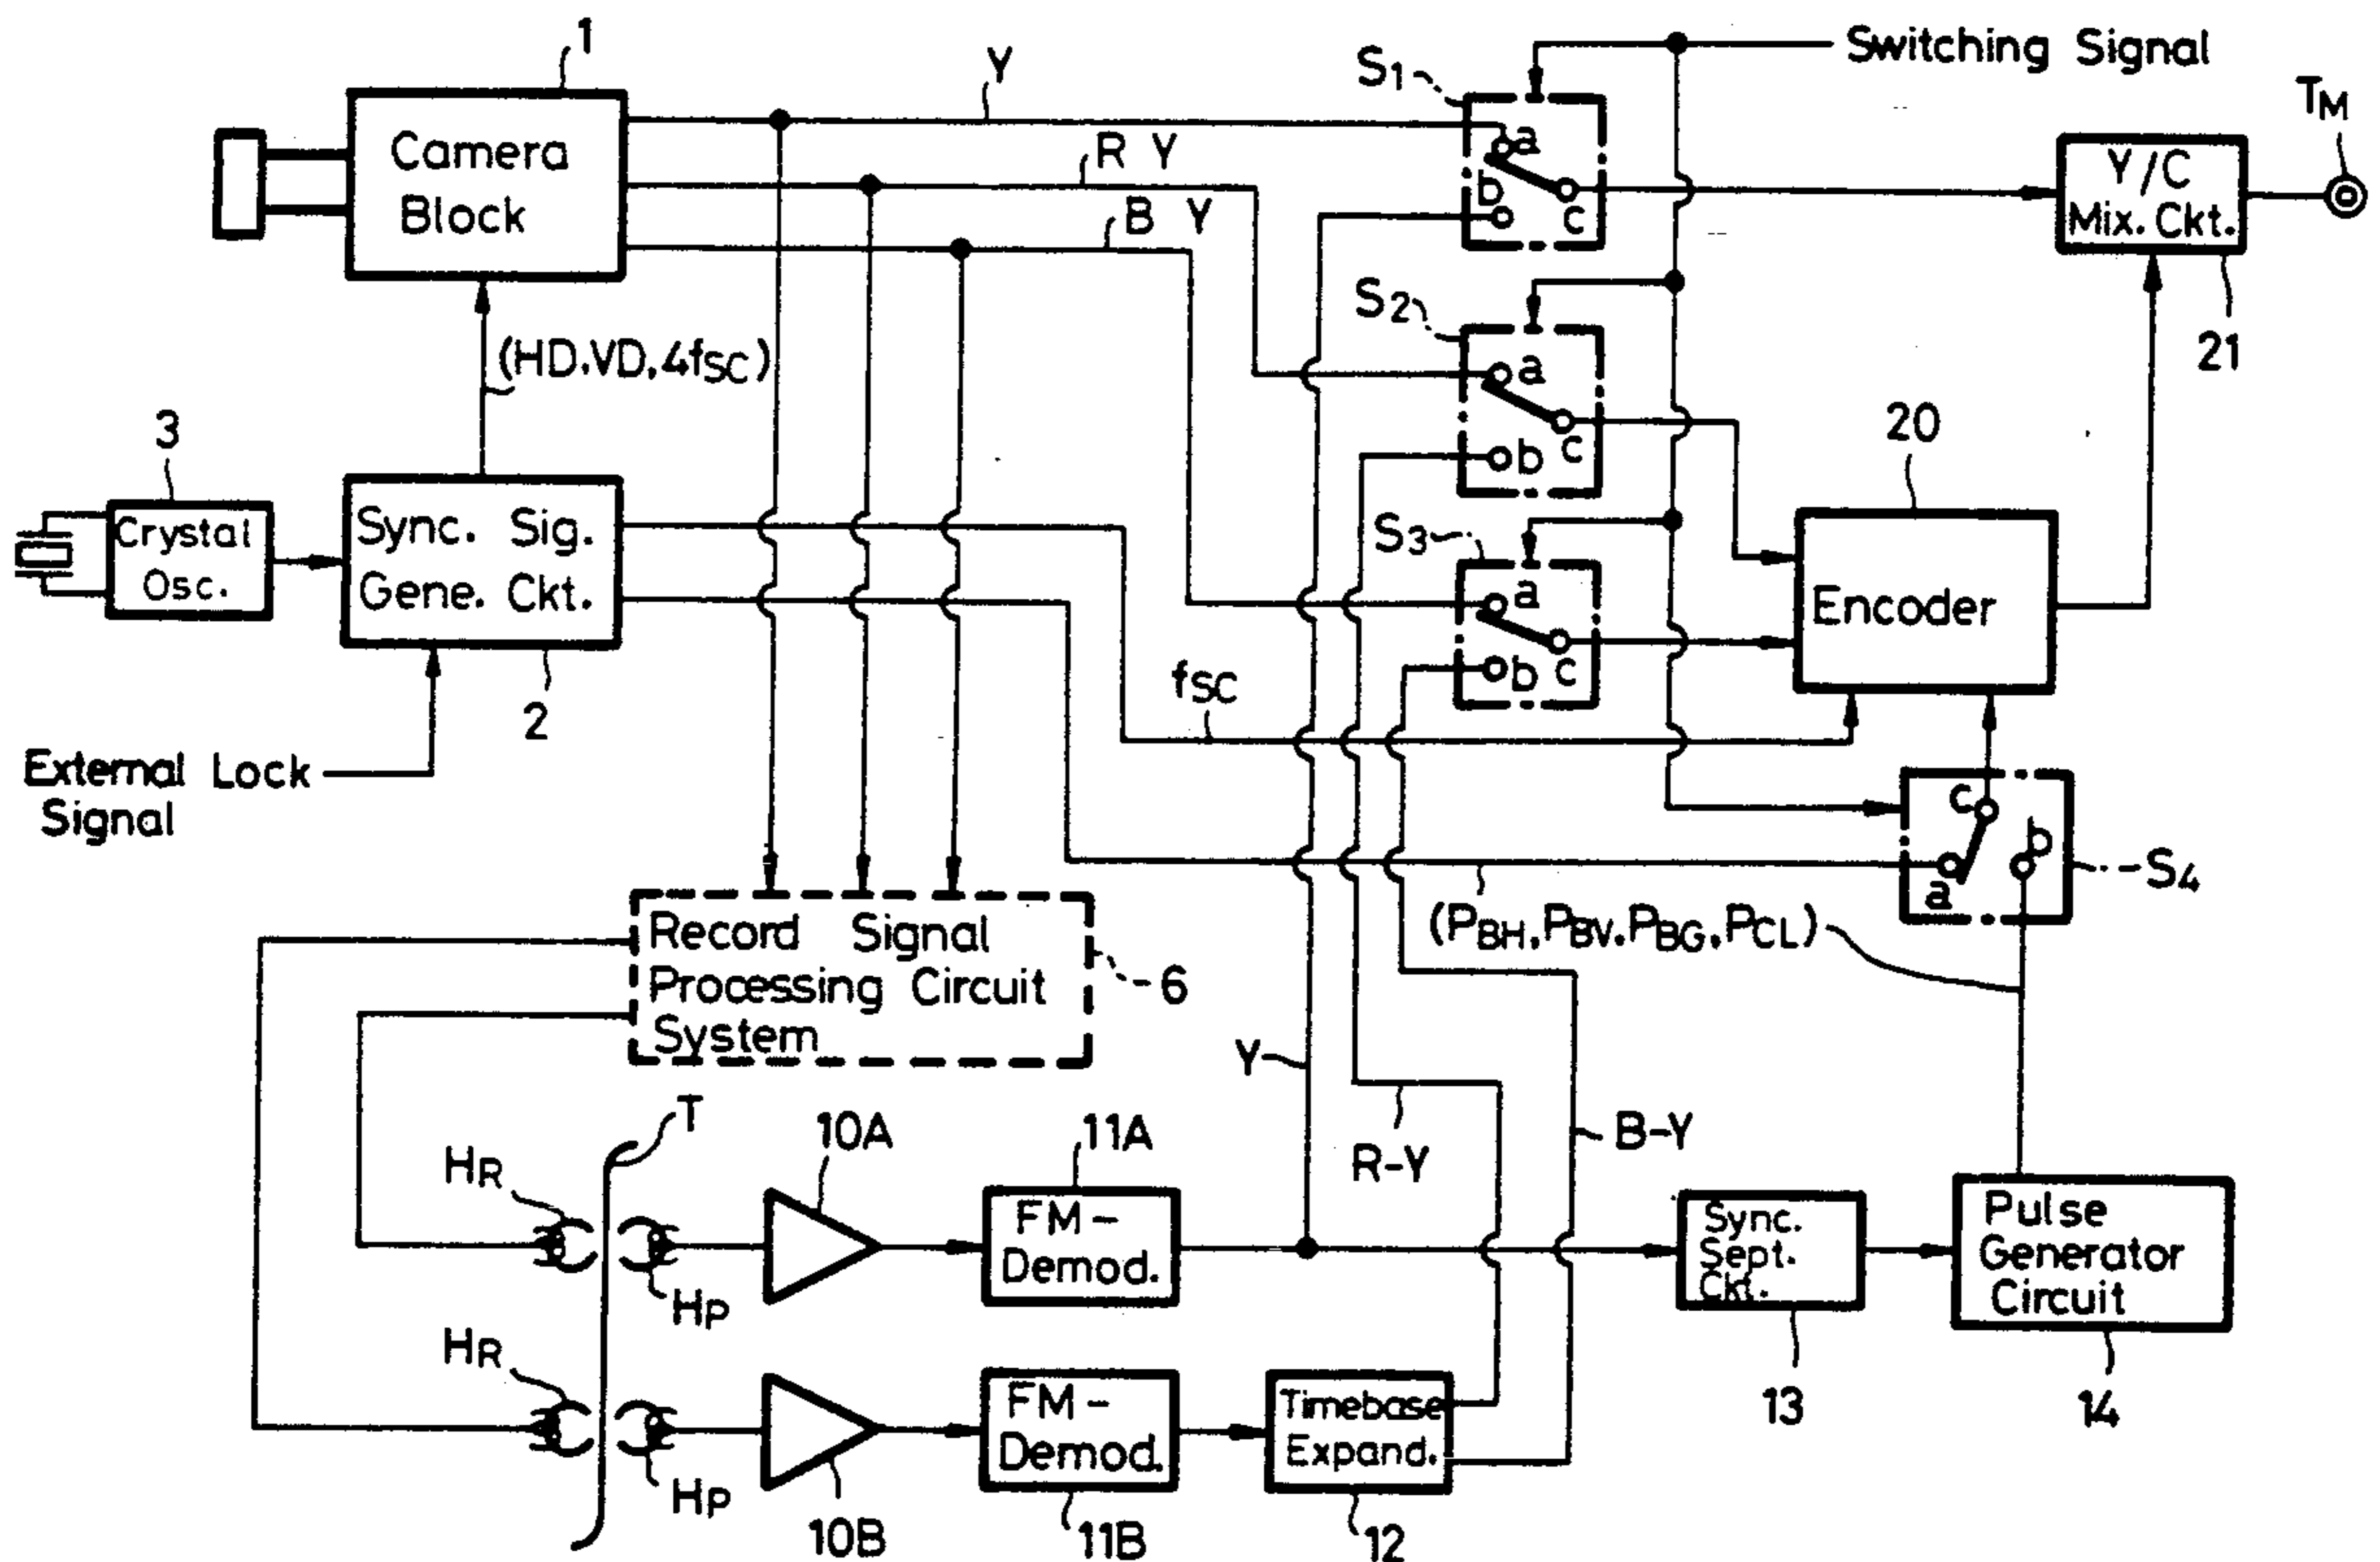 1
Y
Switching Signal
S1
TM
Camera
Block
R Y
a
b
c
Y/C
Mix. Ckt.
B Y
S2
21
(HD.VD.4fSC)
a
b
c
3
20
Crystal
Osc.
Sync. Sig.
Gene. Ckt.
S3
a
b
c
Encoder
2
fSC
External Lock
Signal
c
b
a
S4
Record Signal
Processing Circuit
System
6
(PBH,PBV.PBG,PCL)
Y
T
10A
11A
R-Y
B-Y
HR
FM-
Demod.
Sync.
Sept.
Ckt.
Pulse
Generator
Circuit
HP
HR
FM-
Demod.
Timebase
Expand.
13
14
HP
10B
11B
12